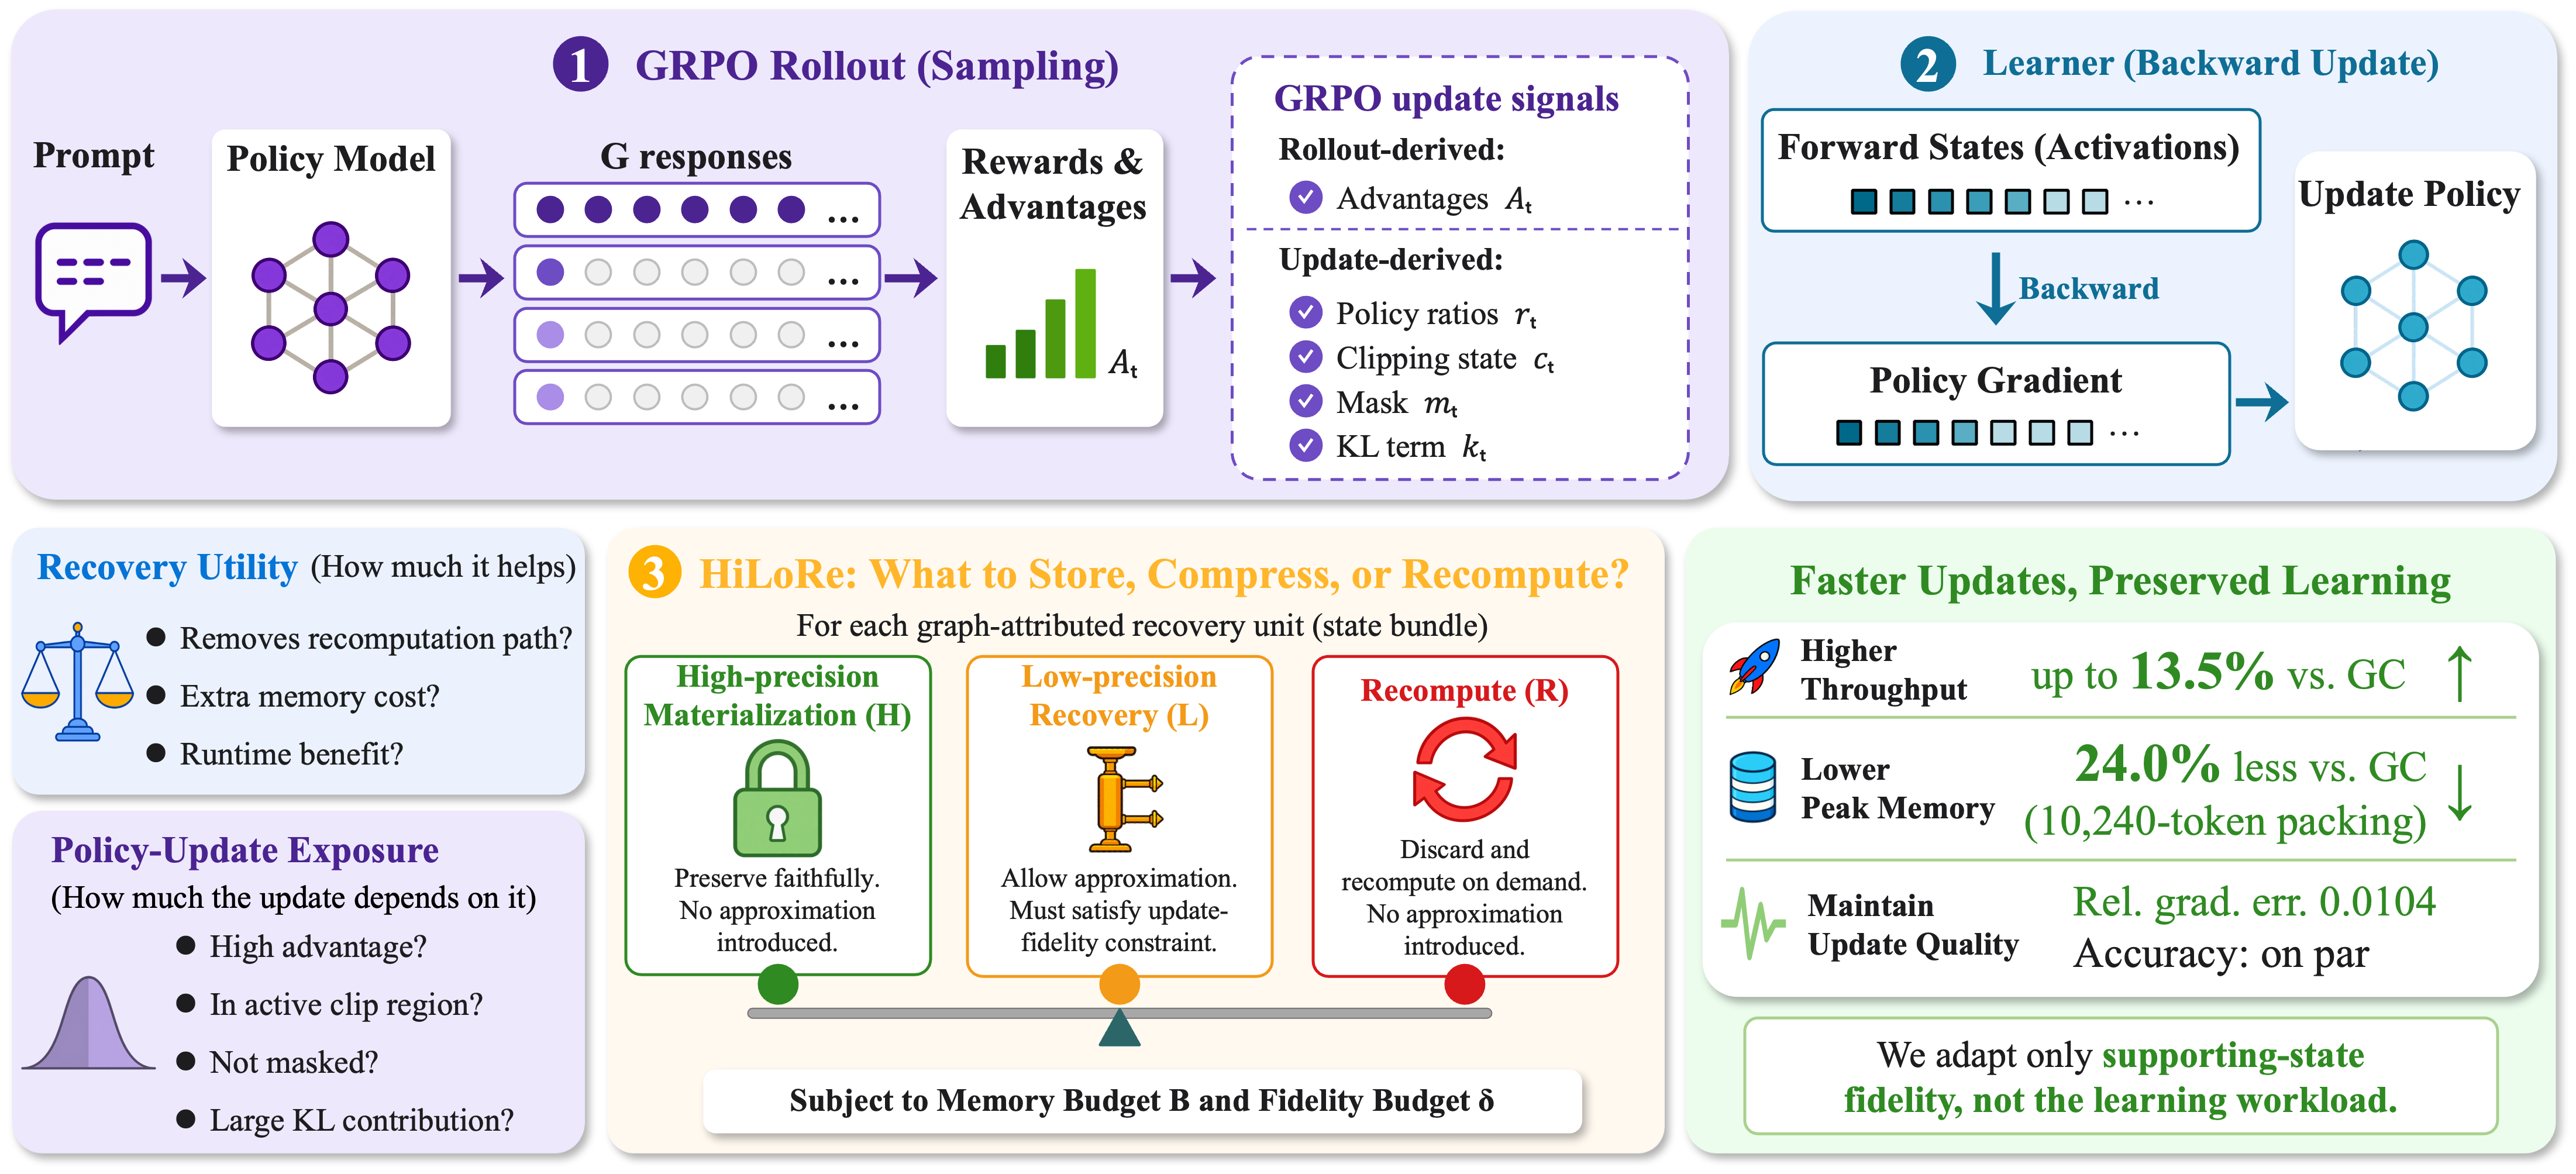 1 GRPO Rollout (Sampling)
Prompt
Policy Model
G responses
...
...
...
...
Rewards &
Advantages
At
GRPO update signals
Rollout-derived:
Advantages At
Update-derived:
Policy ratios rt
Clipping state ct
Mask mt
KL term kt
2 Learner (Backward Update)
Forward States (Activations)
...
Backward
Policy Gradient
...
Update Policy
Recovery Utility (How much it helps)
● Removes recomputation path?
● Extra memory cost?
● Runtime benefit?
Policy-Update Exposure
(How much the update depends on it)
● High advantage?
● In active clip region?
● Not masked?
● Large KL contribution?
3 HiLoRe: What to Store, Compress, or Recompute?
For each graph-attributed recovery unit (state bundle)
High-precision
Materialization (H)
Preserve faithfully.
No approximation
introduced.
Low-precision
Recovery (L)
Allow approximation.
Must satisfy update-
fidelity constraint.
Recompute (R)
Discard and
recompute on demand.
No approximation
introduced.
Subject to Memory Budget B and Fidelity Budget δ
Faster Updates, Preserved Learning
Higher
Throughput
up to 13.5% vs. GC ↑
Lower
Peak Memory
24.0% less vs. GC
(10,240-token packing) ↓
Maintain
Update Quality
Rel. grad. err. 0.0104
Accuracy: on par
We adapt only supporting-state
fidelity, not the learning workload.